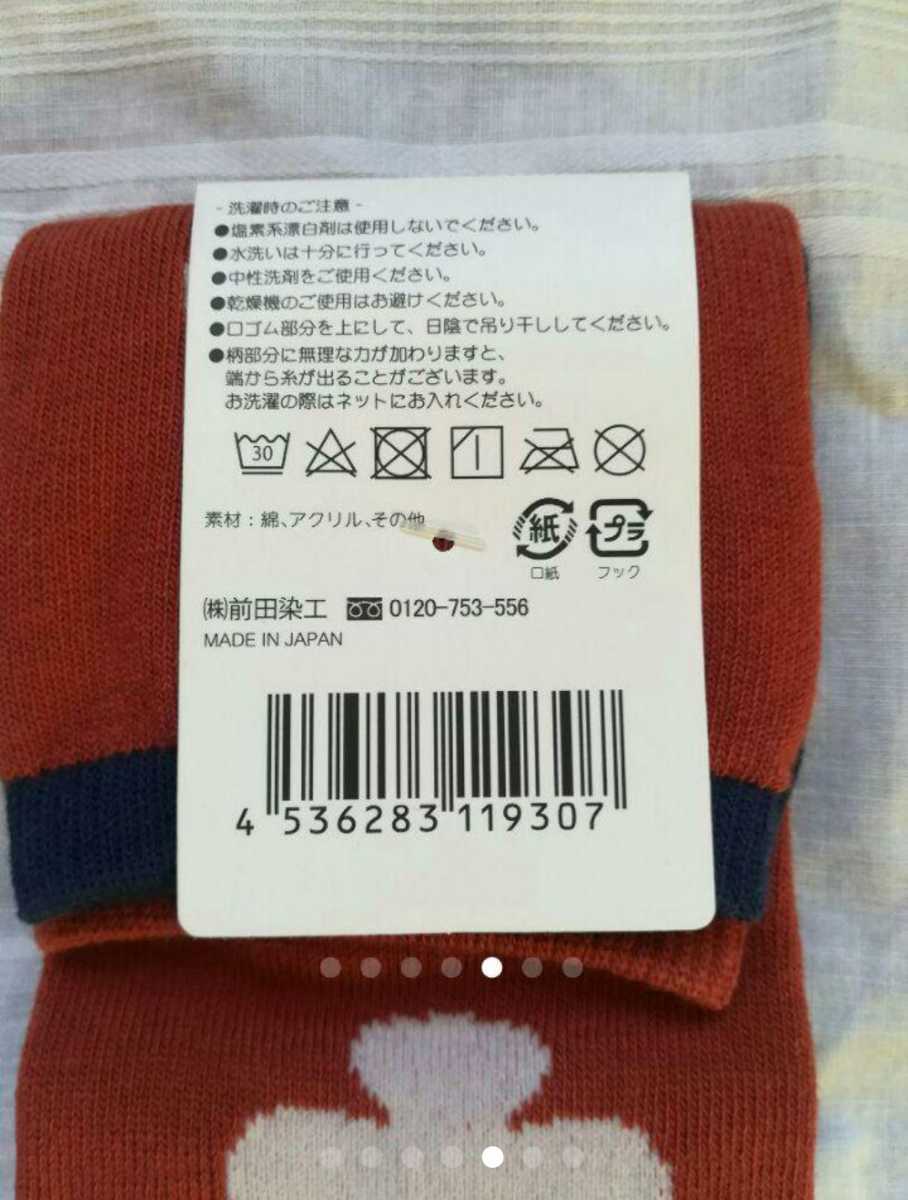 - 洗濯時のご注意 -
●塩素系漂白剤は使用しないでください。
●水洗いは十分に行ってください。
●中性洗剤をご使用ください。
●乾燥機のご使用はお避けください。
●口ゴム部分を上にして、日陰で吊り干ししてください。
●柄部分に無理な力が加わりますと、
端から糸が出ることがございます。
お洗濯の際はネットにお入れください。
30
素材：綿、アクリル、その他
紙 プラ
口紙 フック
㈱前田染工 0120-753-556
MADE IN JAPAN
4 536283 119307